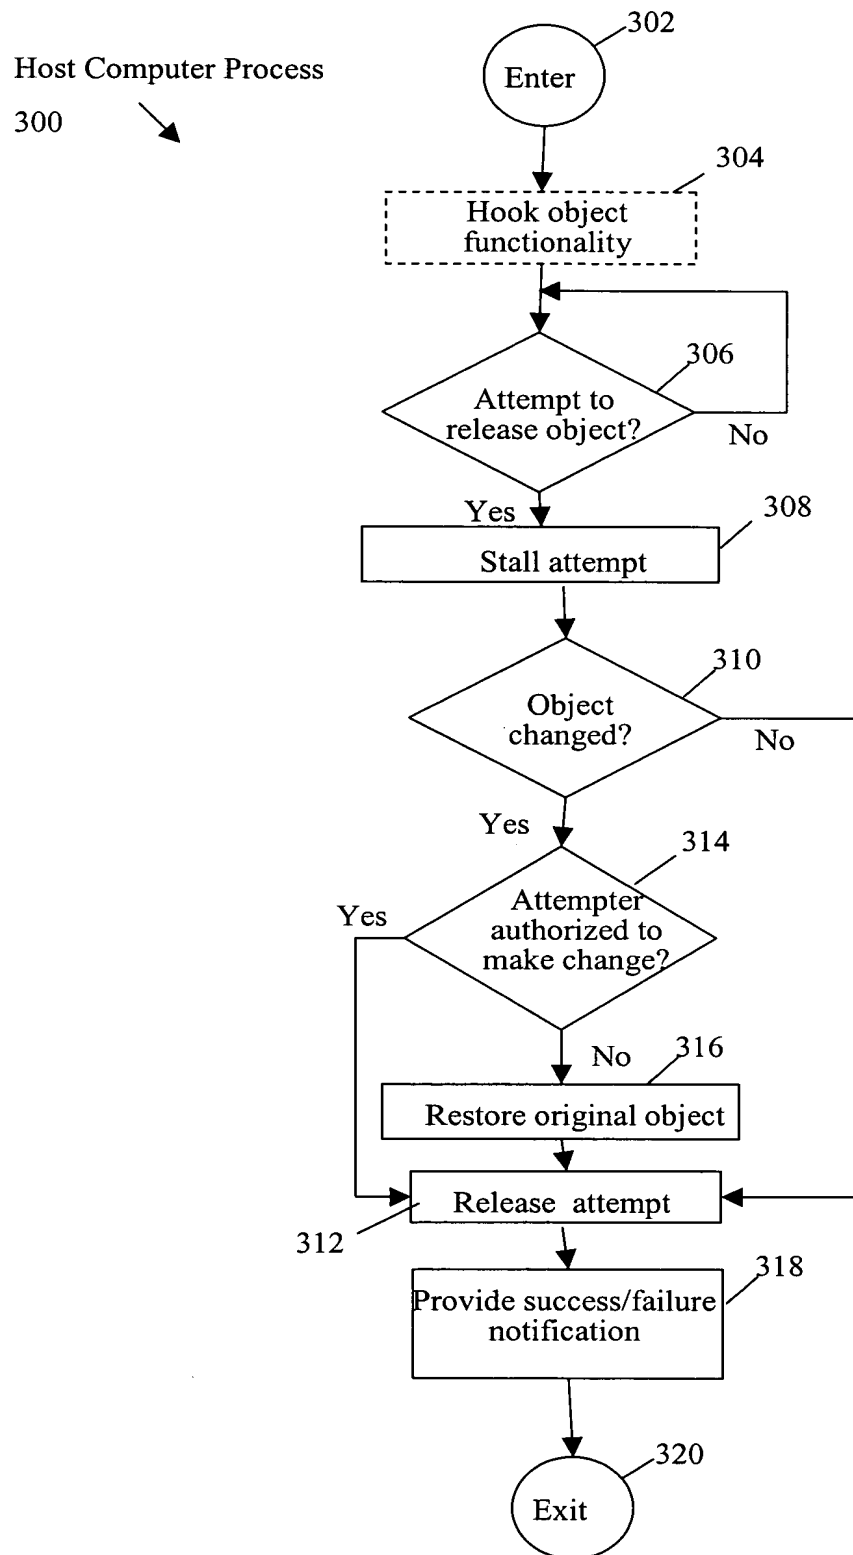 302
Host Computer Process
300
Enter
304
Hook object
functionality
306
Attempt to
release object?
No
Yes
308
Stall attempt
310
Object
changed?
No
Yes
314
Yes
Attempter
authorized to
make change?
No
316
Restore original object
Release attempt
312
318
Provide success/failure
notification
320
Exit